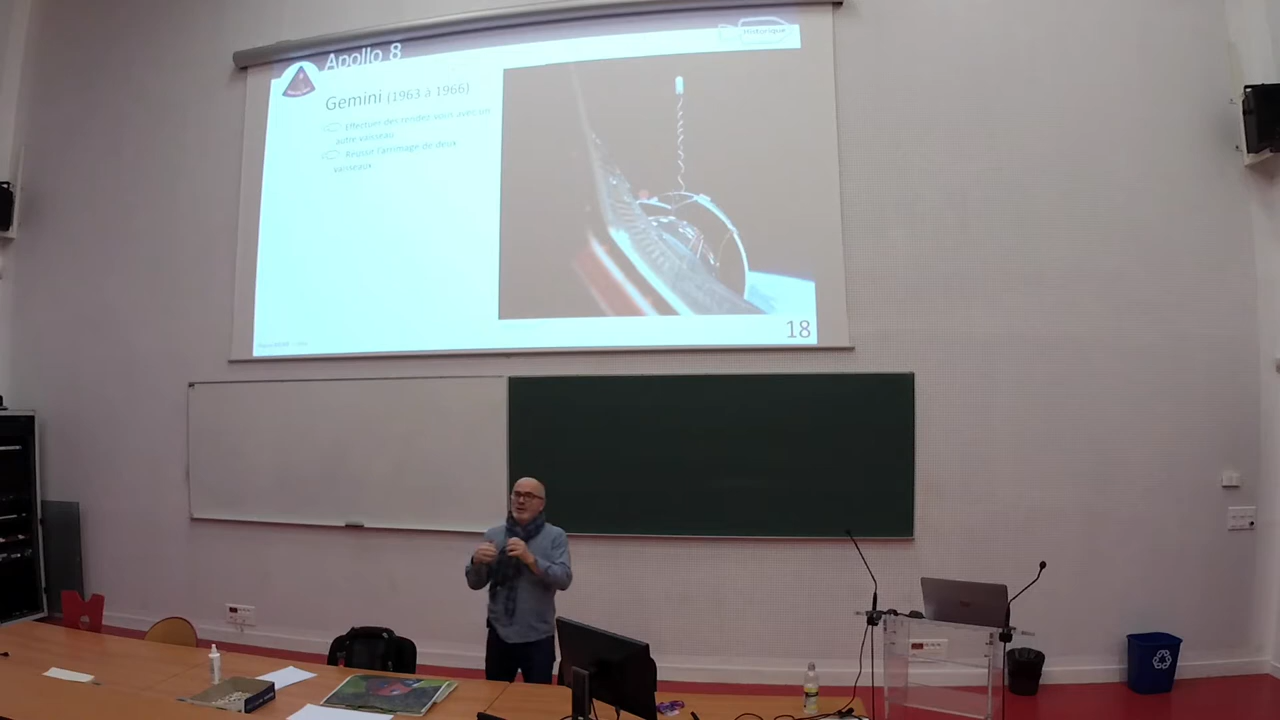 Apollo 8
Historique
Gemini (1963 à 1966)
Effectuer des rendez-vous avec un
autre vaisseau
Réussir l'arrimage de deux
vaisseaux
18